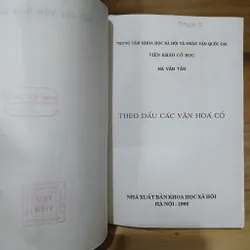 TRUNG TÂM KHOA HỌC XÃ HỘI VÀ NHÂN VĂN QUỐC GIA
VIỆN KHẢO CỔ HỌC
HÀ VĂN TẤN
THEO DẤU CÁC VĂN HOÁ CỔ
NHÀ XUẤT BẢN KHOA HỌC XÃ HỘI
HÀ NỘI - 1998